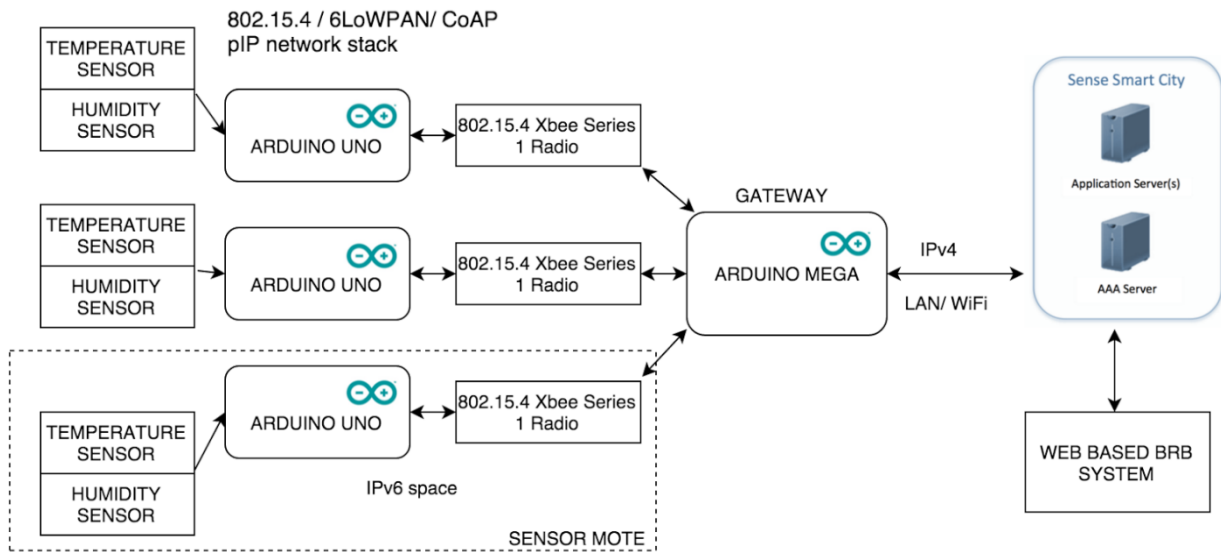 802.15.4 / 6LoWPAN/ CoAP
pIP network stack
TEMPERATURE
SENSOR
HUMIDITY
SENSOR
ARDUINO UNO
802.15.4 Xbee Series
1 Radio
TEMPERATURE
SENSOR
HUMIDITY
SENSOR
ARDUINO UNO
802.15.4 Xbee Series
1 Radio
TEMPERATURE
SENSOR
HUMIDITY
SENSOR
ARDUINO UNO
802.15.4 Xbee Series
1 Radio
IPv6 space
SENSOR MOTE
GATEWAY
ARDUINO MEGA
IPv4
LAN/ WiFi
Sense Smart City
Application Server(s)
AAA Server
WEB BASED BRB
SYSTEM